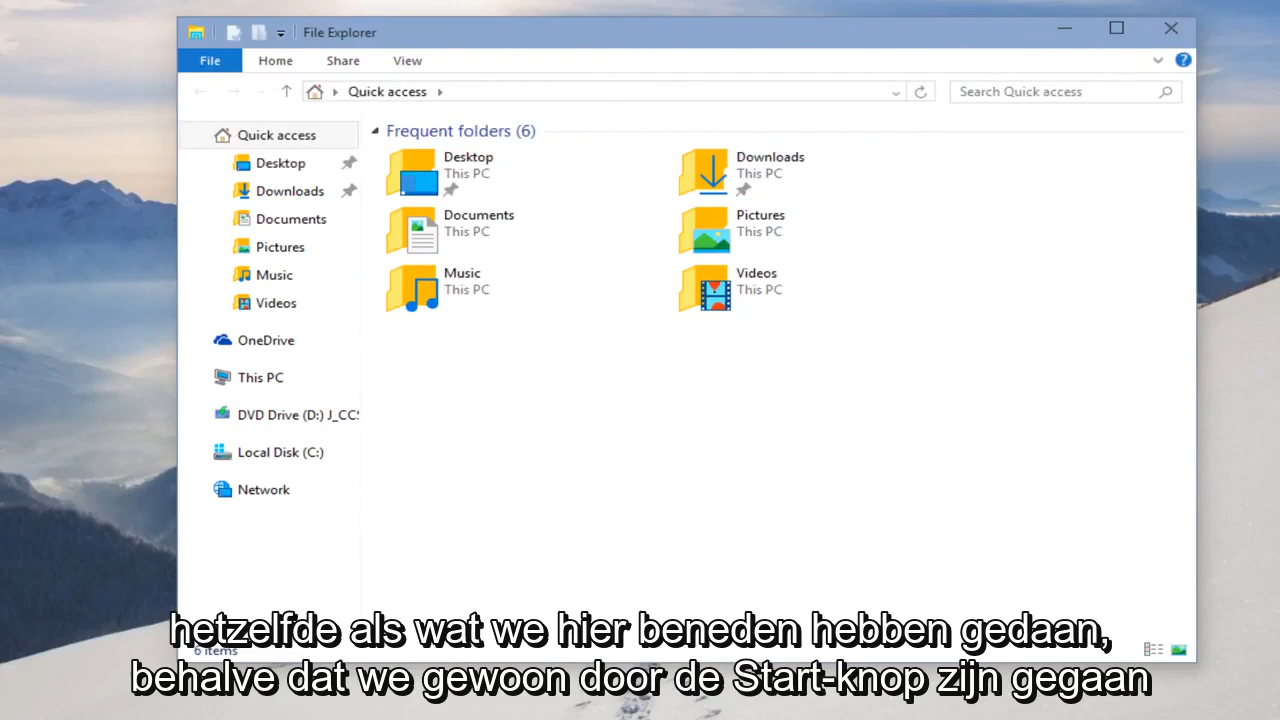 File Explorer
File Home Share View
Quick access Search Quick access
Quick access
Desktop
Downloads
Documents
Pictures
Music
Videos
OneDrive
This PC
DVD Drive (D:) J_CCS
Local Disk (C:)
Network
Frequent folders (6)
Desktop
This PC
Downloads
This PC
Documents
This PC
Pictures
This PC
Music
This PC
Videos
This PC
6 items
hetzelfde als wat we hier beneden hebben gedaan,
behalve dat we gewoon door de Start-knop zijn gegaan